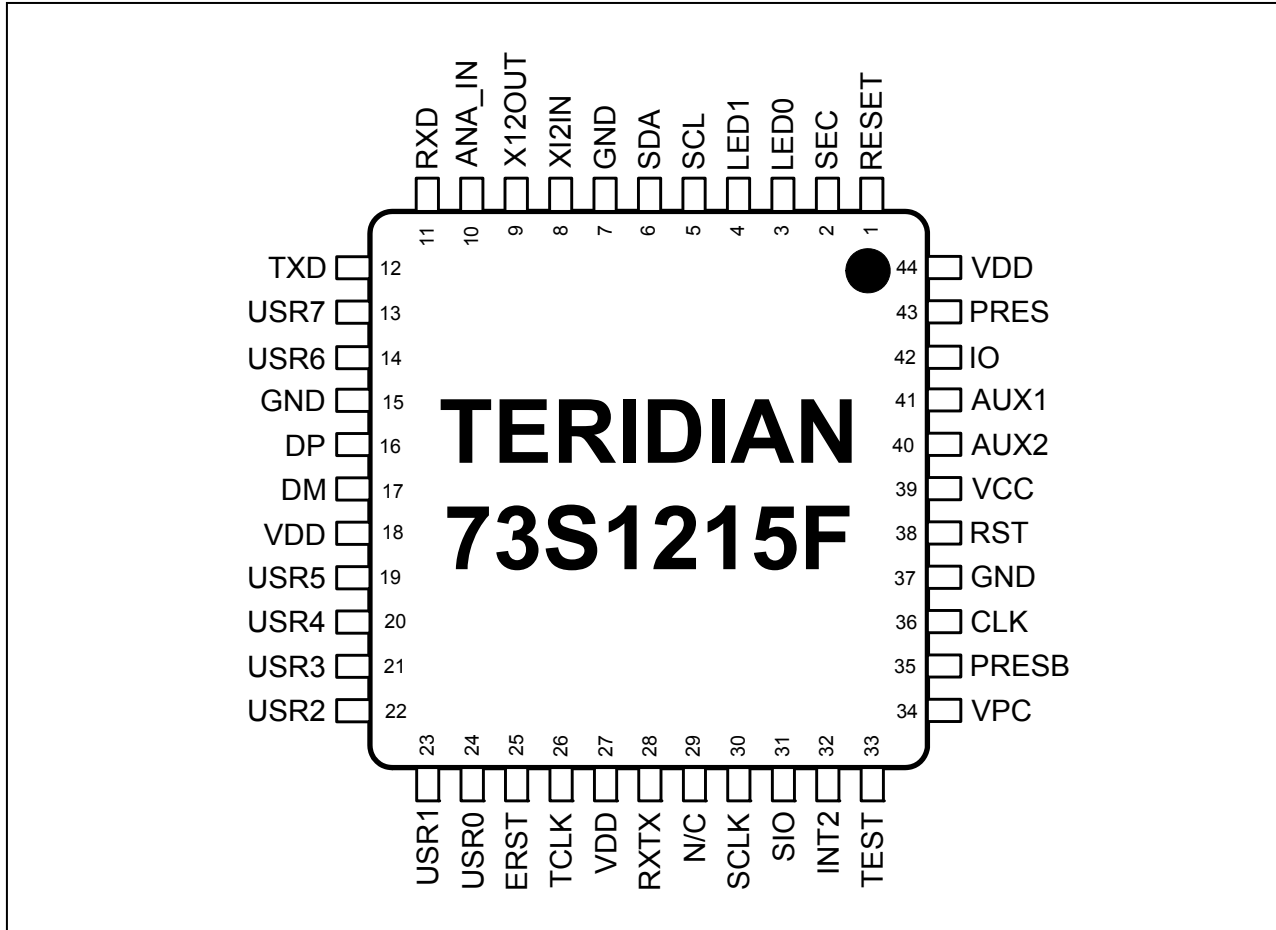 RXD
ANA_IN
X12OUT
XI2IN
GND
SDA
SCL
LED1
LED0
SEC
RESET
11
10
9
8
7
6
5
4
3
2
1
TXD 12
USR7 13
USR6 14
GND 15
DP 16
DM 17
VDD 18
USR5 19
USR4 20
USR3 21
USR2 22
TERIDIAN
73S1215F
44 VDD
43 PRES
42 IO
41 AUX1
40 AUX2
39 VCC
38 RST
37 GND
36 CLK
35 PRESB
34 VPC
23
24
25
26
27
28
29
30
31
32
33
USR1
USR0
ERST
TCLK
VDD
RXTX
N/C
SCLK
SIO
INT2
TEST